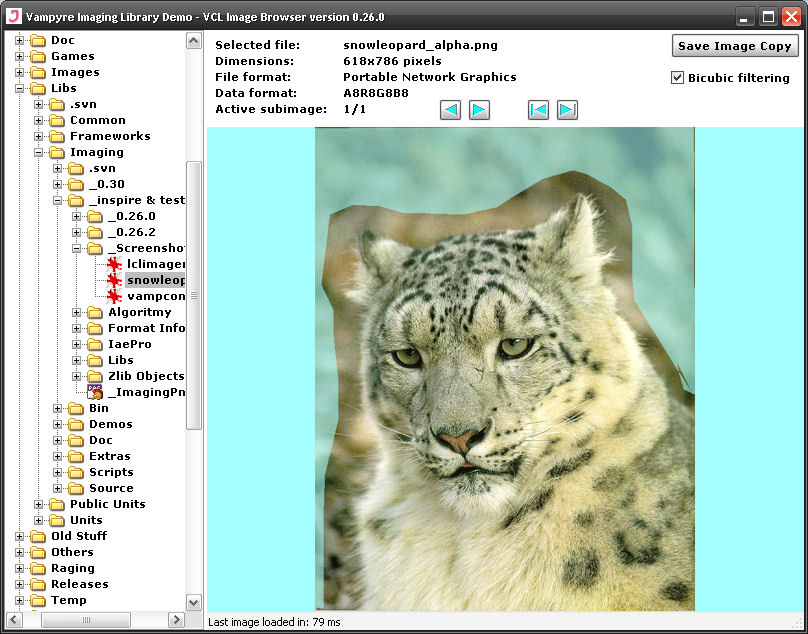 Vampyre Imaging Library Demo - VCL Image Browser version 0.26.0
Doc
Games
Images
Libs
.svn
Common
Frameworks
Imaging
.svn
_0.30
_inspire & test
_0.26.0
_0.26.2
_Screensho
lclimager
snowleop
vampcon
Algoritmy
Format Info
IaePro
Libs
Zlib Objects
_ImagingPn
Bin
Demos
Doc
Extras
Scripts
Source
Public Units
Units
Old Stuff
Others
Raging
Releases
Temp
Selected file: snowleopard_alpha.png
Dimensions: 618x786 pixels
File format: Portable Network Graphics
Data format: A8R8G8B8
Active subimage: 1/1
Save Image Copy
Bicubic filtering
Last image loaded in: 79 ms